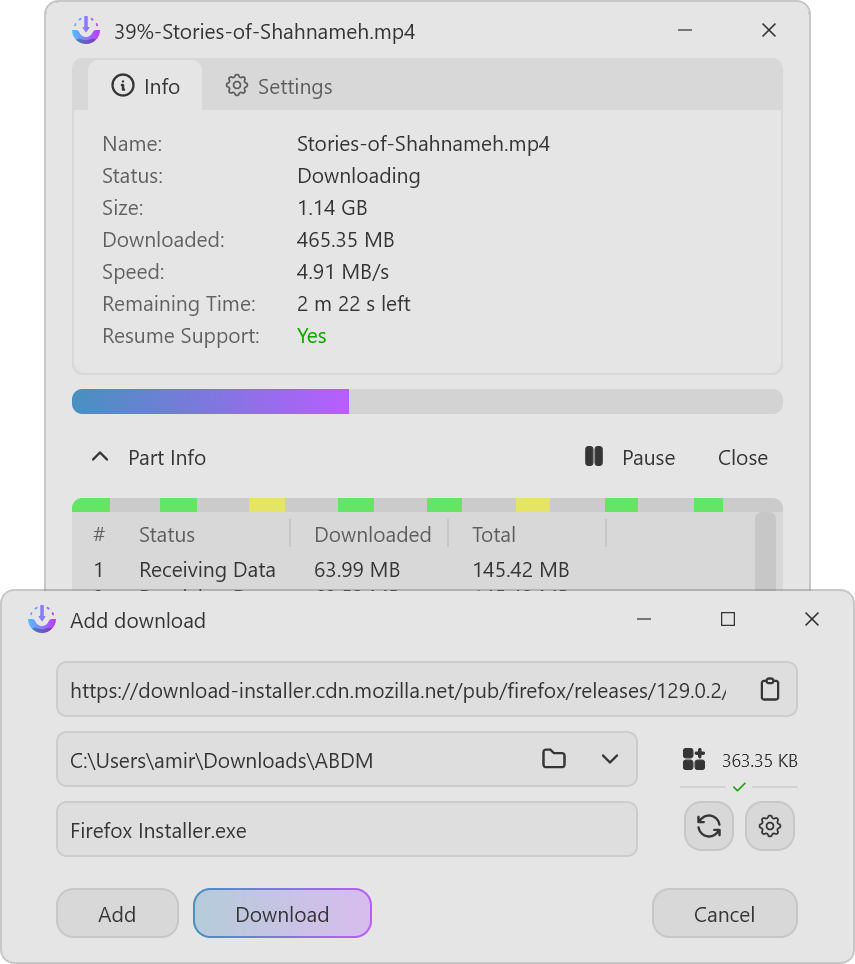 39%-Stories-of-Shahnameh.mp4
Info Settings
Name: Stories-of-Shahnameh.mp4
Status: Downloading
Size: 1.14 GB
Downloaded: 465.35 MB
Speed: 4.91 MB/s
Remaining Time: 2 m 22 s left
Resume Support: Yes
Part Info Pause Close
# Status Downloaded Total
1 Receiving Data 63.99 MB 145.42 MB
Add download
https://download-installer.cdn.mozilla.net/pub/firefox/releases/129.0.2/
C:\Users\amir\Downloads\ABDM 363.35 KB
Firefox Installer.exe
Add Download Cancel